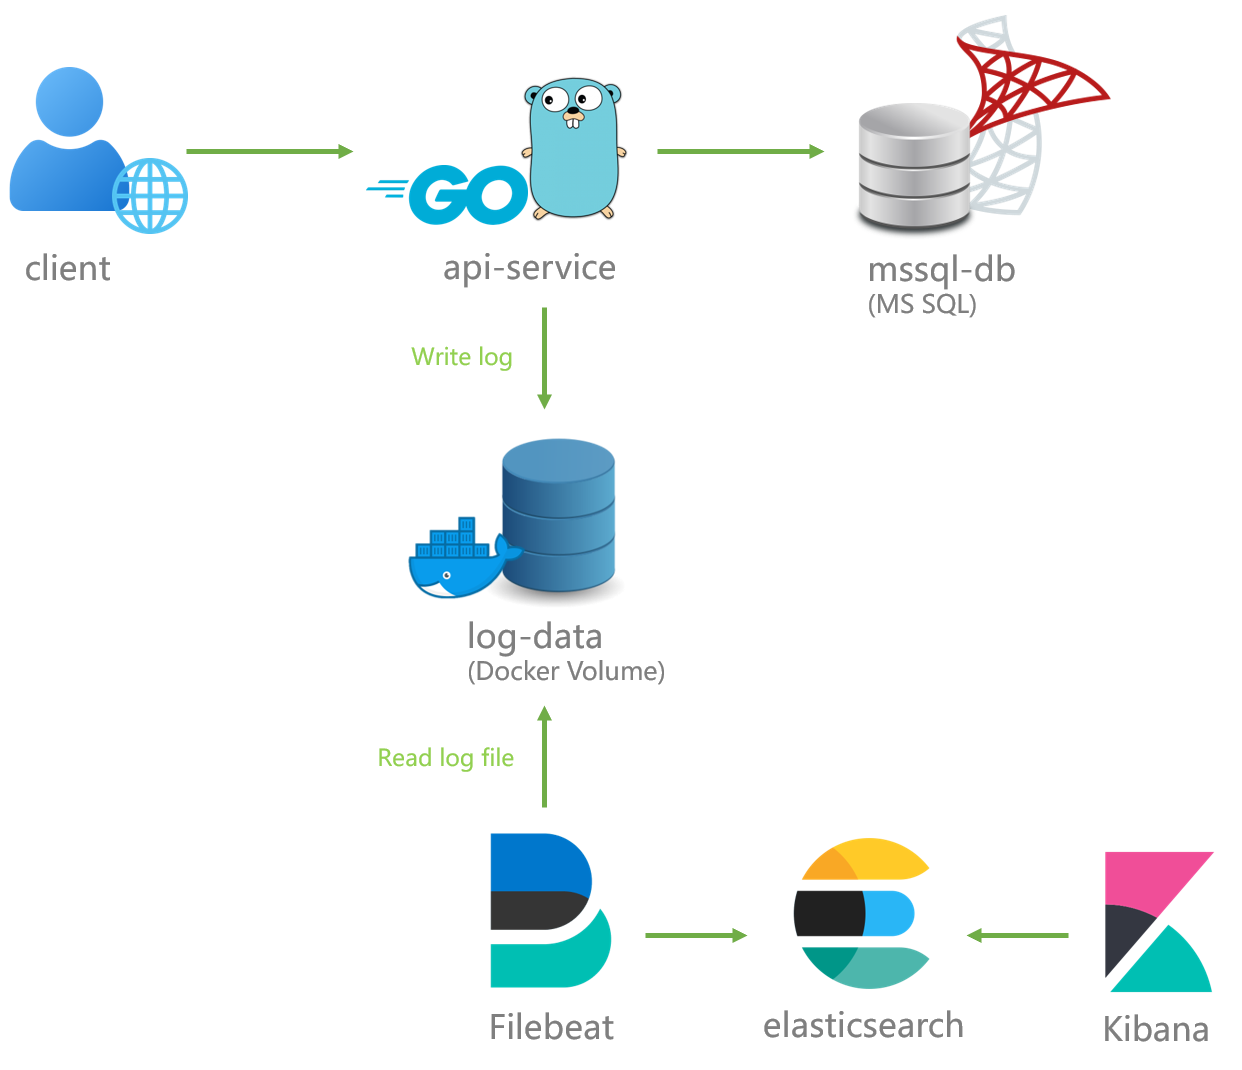 GO
client
api-service
mssql-db
(MS SQL)
Write log
log-data
(Docker Volume)
Read log file
Filebeat
elasticsearch
Kibana